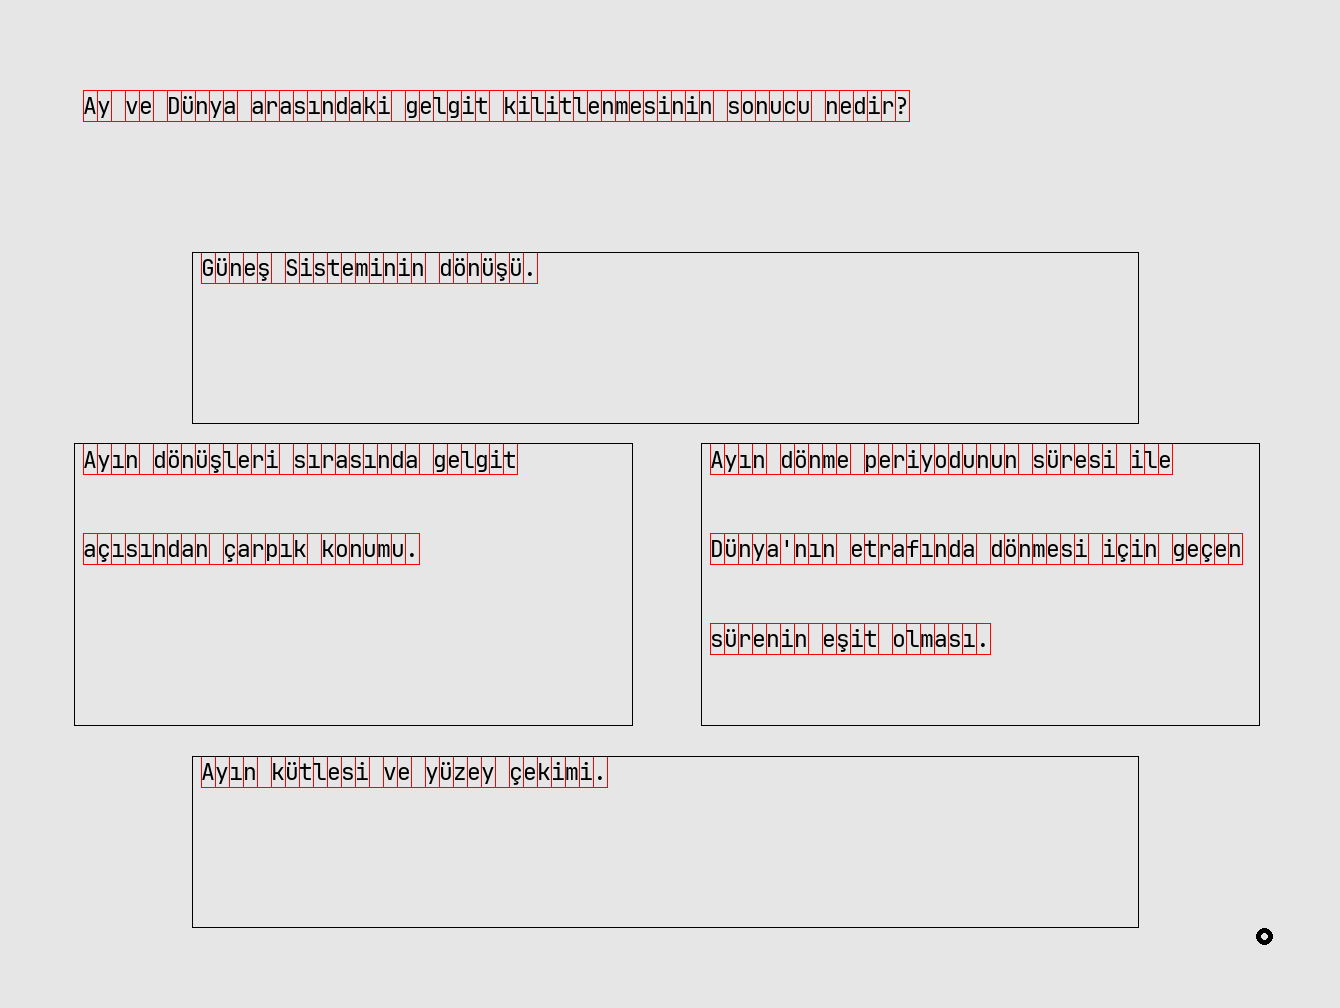 Ay ve Dünya arasındaki gelgit kilitlenmesinin sonucu nedir?
Güneş Sisteminin dönüşü.
Ayın dönüşleri sırasında gelgit
açısından çarpık konumu.
Ayın dönme periyodunun süresi ile
Dünya'nın etrafında dönmesi için geçen
sürenin eşit olması.
Ayın kütlesi ve yüzey çekimi.